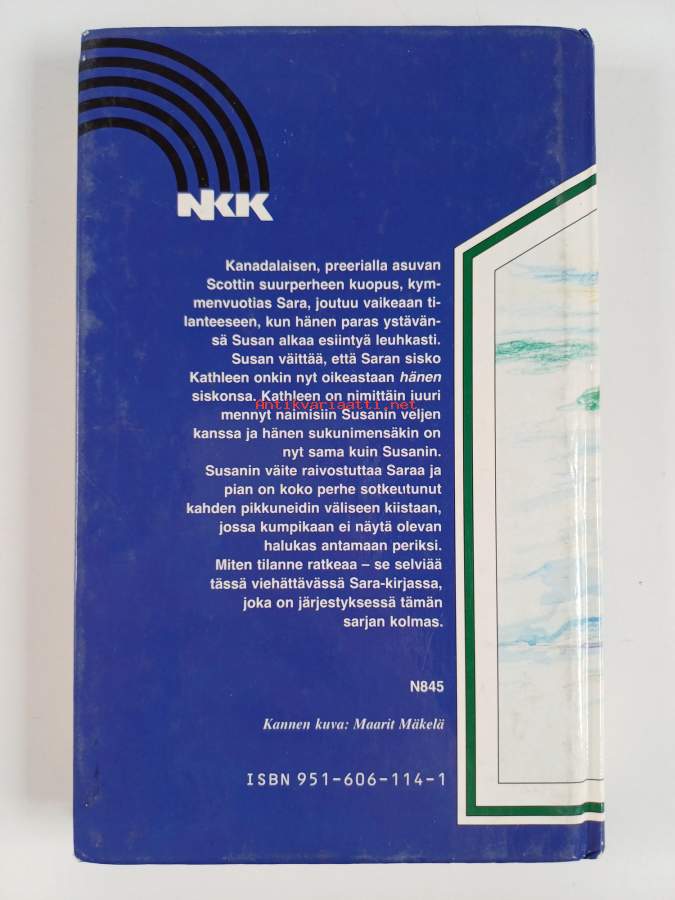 NKK
Kanadalaisen, preerialla asuvan
Scottin suurperheen kuopus, kym-
menvuotias Sara, joutuu vaikeaan ti-
lanteeseen, kun hänen paras ystävän-
sä Susan alkaa esiintyä leuhkasti.
Susan väittää, että Saran sisko
Kathleen onkin nyt oikeastaan hänen
siskonsa. Kathleen on nimittäin juuri
Antikvariaatti.net
mennyt naimisiin Susanin veljen
kanssa ja hänen sukunimensäkin on
nyt sama kuin Susanin.
Susanin väite raivostuttaa Saraa ja
pian on koko perhe sotkeutunut
kahden pikkuneidin väliseen kiistaan,
jossa kumpikaan ei näytä olevan
halukas antamaan periksi.
Miten tilanne ratkeaa – se selviää
tässä viehättävässä Sara-kirjassa,
joka on järjestyksessä tämän
sarjan kolmas.
N845
Kannen kuva: Maarit Mäkelä
ISBN 951-606-114-1